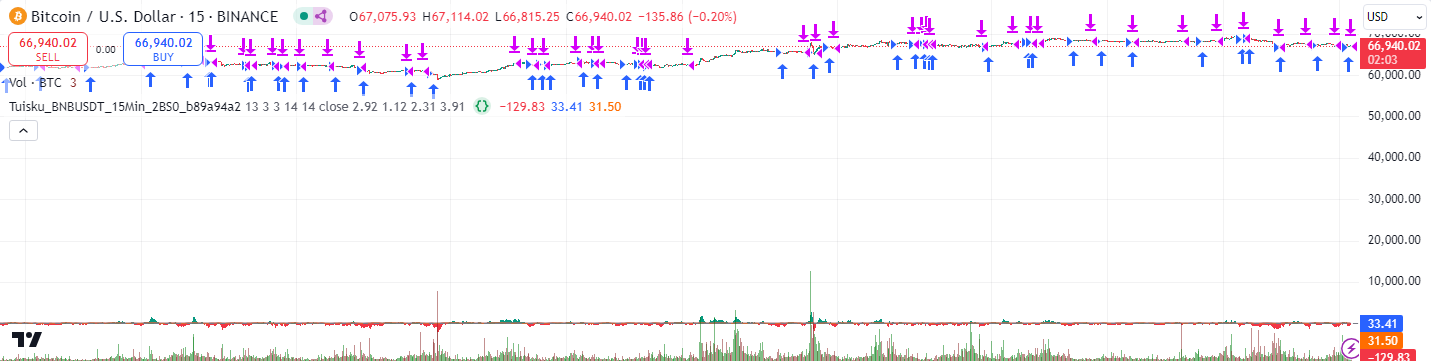 Bitcoin / U.S. Dollar · 15 · BINANCE O67,075.93 H67,114.02 L66,815.25 C66,940.02 −135.86 (−0.20%) USD
66,940.02 SELL 0.00 66,940.02 BUY
66,940.02
02:03
Vol · BTC 3
60,000.00
Tuisku_BNBUSDT_15Min_2BS0_b89a94a2 13 3 3 14 14 close 2.92 1.12 2.31 3.91 {} −129.83 33.41 31.50
50,000.00
40,000.00
30,000.00
20,000.00
10,000.00
33.41
31.50
−129.83